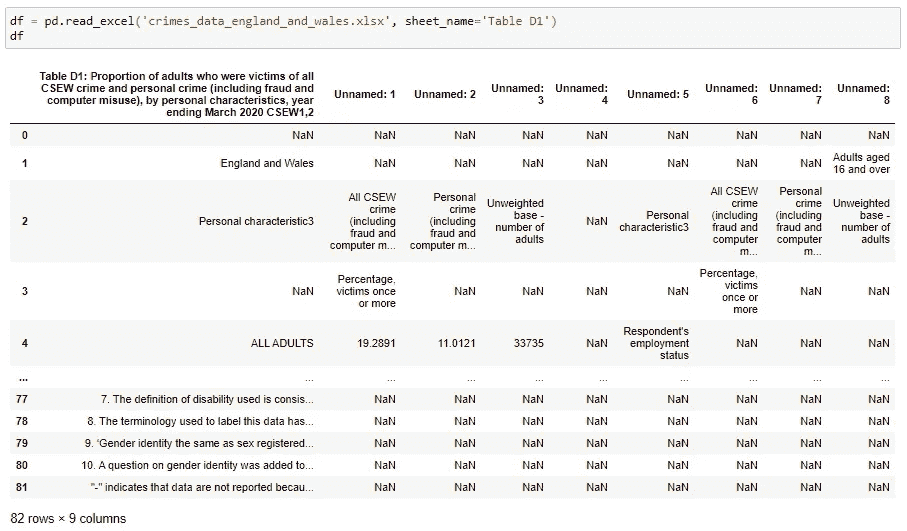 df = pd.read_excel('crimes_data_england_and_wales.xlsx', sheet_name='Table D1')
df
Table D1: Proportion of adults who were victims of all
CSEW crime and personal crime (including fraud and
computer misuse), by personal characteristics, year
ending March 2020 CSEW1,2
Unnamed: 1
Unnamed: 2
Unnamed:
3
Unnamed:
4
Unnamed: 5
Unnamed:
6
Unnamed:
7
Unnamed:
8
0 NaN NaN NaN NaN NaN NaN NaN NaN NaN
1 England and Wales NaN NaN NaN NaN NaN NaN NaN
Adults aged
16 and over
2 Personal characteristic3
All CSEW
crime
(including
fraud and
computer m...
Personal
crime
(including
fraud and
computer m...
Unweighted
base -
number of
adults
NaN
Personal
characteristic3
All CSEW
crime
(including
fraud and
computer
m...
Personal
crime
(including
fraud and
computer
m...
Unweighted
base -
number of
adults
3 NaN
Percentage,
victims once
or more
NaN NaN NaN NaN
Percentage,
victims
once or
more
NaN NaN
4 ALL ADULTS 19.2891 11.0121 33735 NaN
Respondent's
employment
status
NaN NaN NaN
... ... ... ... ... ... ... ... ... ...
77 7. The definition of disability used is consis... NaN NaN NaN NaN NaN NaN NaN NaN
78 8. The terminology used to label this data has... NaN NaN NaN NaN NaN NaN NaN NaN
79 9. 'Gender identity the same as sex registered... NaN NaN NaN NaN NaN NaN NaN NaN
80 10. A question on gender identity was added to... NaN NaN NaN NaN NaN NaN NaN NaN
81 "-" indicates that data are not reported becau... NaN NaN NaN NaN NaN NaN NaN NaN
82 rows × 9 columns